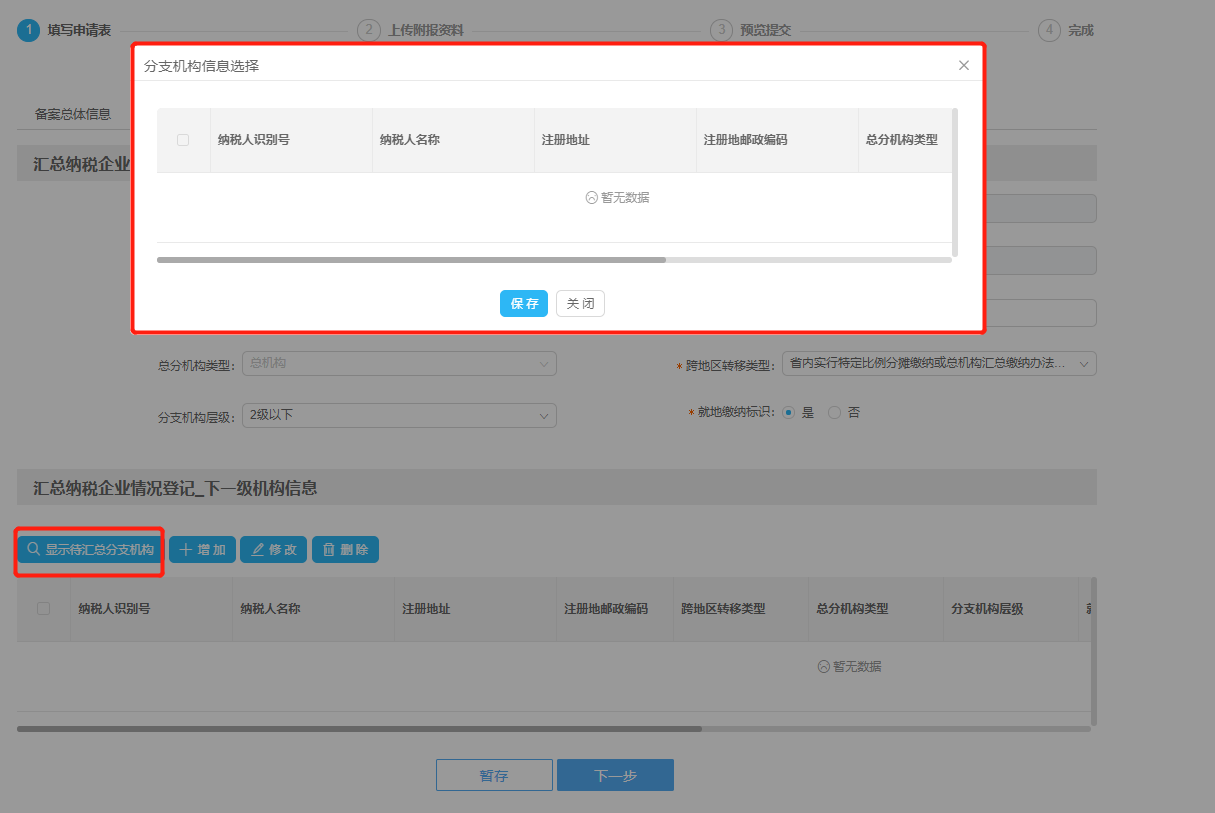 1 填写申请表 2 上传附报资料 3 预览提交 4 完成
分支机构信息选择
备案总体信息
纳税人识别号 纳税人名称 注册地址 注册地邮政编码 总分机构类型
汇总纳税企业
暂无数据
保存 关闭
总分机构类型: 总机构 * 跨地区转移类型: 省内实行特定比例分摊缴纳或总机构汇总缴纳办法...
分支机构层级: 2级以下 * 就地缴纳标识: 是 否
汇总纳税企业情况登记_下一级机构信息
显示待汇总分支机构 增加 修改 删除
纳税人识别号 纳税人名称 注册地址 注册地邮政编码 跨地区转移类型 总分机构类型 分支机构层级
暂无数据
暂存 下一步